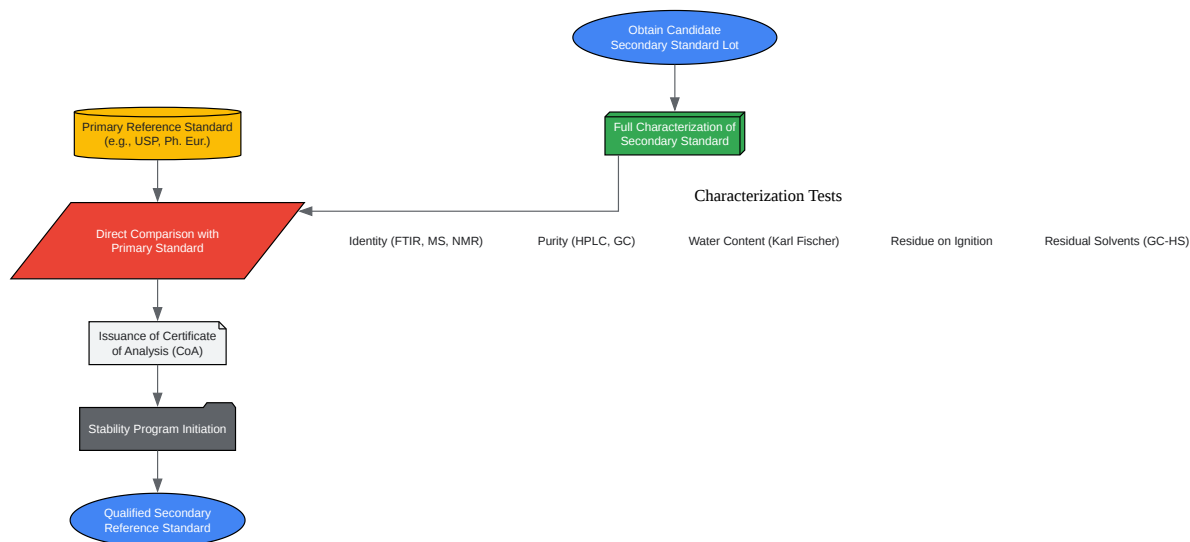 Obtain Candidate
Secondary Standard Lot
Primary Reference Standard
(e.g., USP, Ph. Eur.)
Full Characterization of
Secondary Standard
Characterization Tests
Direct Comparison with
Primary Standard
Identity (FTIR, MS, NMR)
Purity (HPLC, GC)
Water Content (Karl Fischer)
Residue on Ignition
Residual Solvents (GC-HS)
Issuance of Certificate
of Analysis (CoA)
Stability Program Initiation
Qualified Secondary
Reference Standard